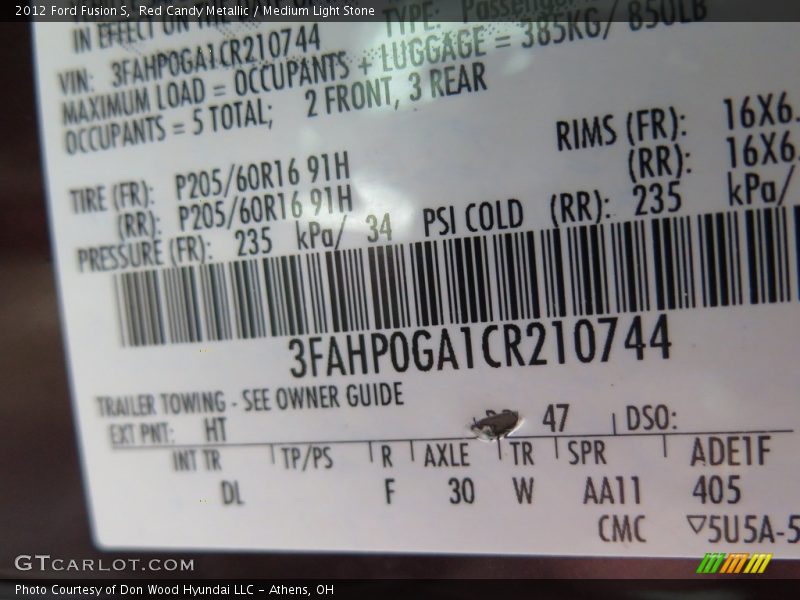 2012 Ford Fusion S, Red Candy Metallic / Medium Light Stone
IN EFFECT ON THE
TYPE: Passenger
VIN: 3FAHP0GA1CR210744
MAXIMUM LOAD = OCCUPANTS + LUGGAGE = 385KG/ 850LB
OCCUPANTS = 5 TOTAL; 2 FRONT, 3 REAR
RIMS (FR): 16X6.
TIRE (FR): P205/60R16 91H (RR): 16X6.
(RR): P205/60R16 91H
PRESSURE (FR): 235 kPa/ 34 PSI COLD (RR): 235 kPa/
3FAHP0GA1CR210744
TRAILER TOWING - SEE OWNER GUIDE
EXT PNT: HT 47 DSO:
INT TR TP/PS R AXLE TR SPR ADE1F
DL F 30 W AA11 405
CMC ▽5U5A-5
GTCARLOT.COM
Photo Courtesy of Don Wood Hyundai LLC - Athens, OH